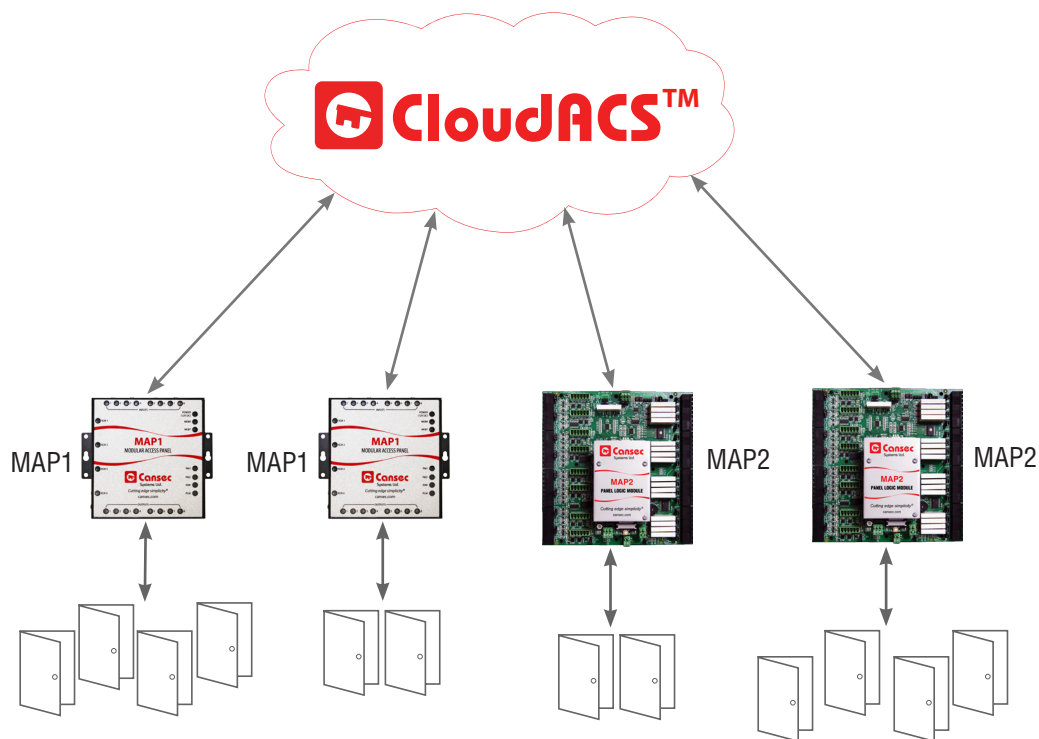 CloudACS™
MAP1
MAP1
MODULAR ACCESS PANEL
Cansec
Systems Ltd.
Cutting edge simplicity®
cansec.com
MAP1
MAP1
MODULAR ACCESS PANEL
Cansec
Systems Ltd.
Cutting edge simplicity®
cansec.com
Cansec
Systems Ltd.
MAP2
PANEL LOGIC MODULE
Cutting edge simplicity®
cansec.com
MAP2
Cansec
Systems Ltd.
MAP2
PANEL LOGIC MODULE
Cutting edge simplicity®
cansec.com
MAP2